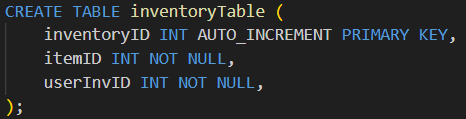 CREATE TABLE inventoryTable (
    inventoryID INT AUTO_INCREMENT PRIMARY KEY,
    itemID INT NOT NULL,
    userInvID INT NOT NULL,
);